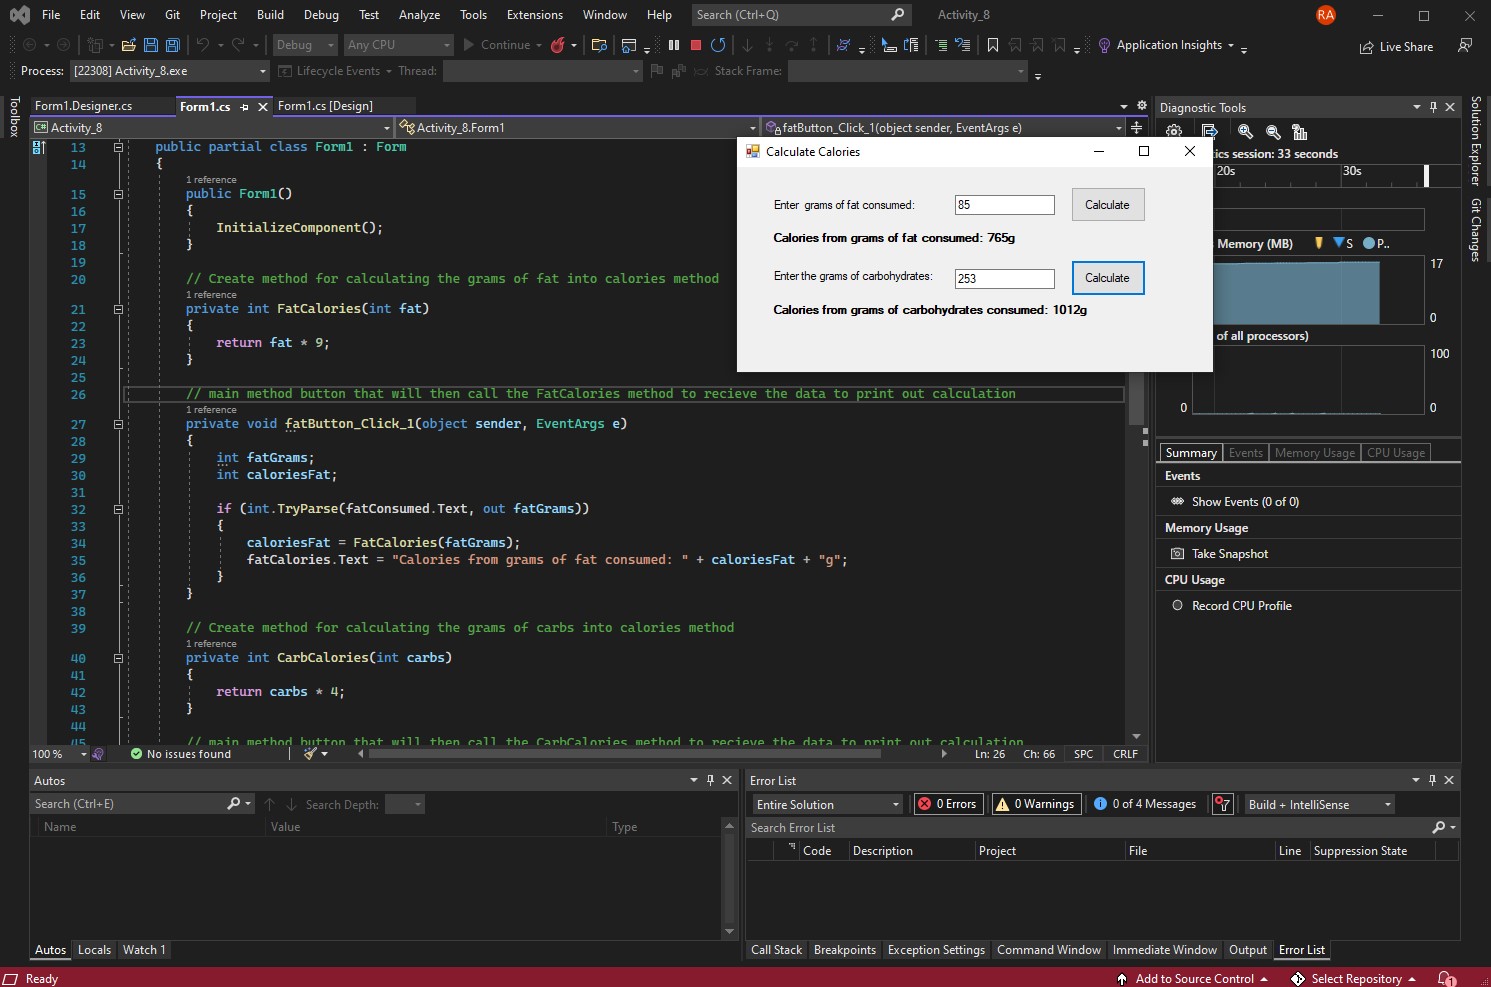 File Edit View Git Project Build Debug Test Analyze Tools Extensions Window Help Search (Ctrl+Q) Activity_8 RA
Debug Any CPU Continue Application Insights Live Share
Process: [22308] Activity_8.exe Lifecycle Events Thread: Stack Frame:
Toolbox
Form1.Designer.cs Form1.cs Form1.cs [Design]
Activity_8 Activity_8.Form1 fatButton_Click_1(object sender, EventArgs e)
13 public partial class Form1 : Form
14 {
1 reference
15 public Form1()
16 {
17 InitializeComponent();
18 }
19
20 // Create method for calculating the grams of fat into calories method
1 reference
21 private int FatCalories(int fat)
22 {
23 return fat * 9;
24 }
25
26 // main method button that will then call the FatCalories method to recieve the data to print out calculation
1 reference
27 private void fatButton_Click_1(object sender, EventArgs e)
28 {
29 int fatGrams;
30 int caloriesFat;
31
32 if (int.TryParse(fatConsumed.Text, out fatGrams))
33 {
34 caloriesFat = FatCalories(fatGrams);
35 fatCalories.Text = "Calories from grams of fat consumed: " + caloriesFat + "g";
36 }
37 }
38
39 // Create method for calculating the grams of carbs into calories method
1 reference
40 private int CarbCalories(int carbs)
41 {
42 return carbs * 4;
43 }
44
45 // main method button that will then call the CarbCalories method to recieve the data to print out calculation
100 % No issues found Ln: 26 Ch: 66 SPC CRLF
Calculate Calories
Enter grams of fat consumed: 85 Calculate
Calories from grams of fat consumed: 765g
Enter the grams of carbohydrates: 253 Calculate
Calories from grams of carbohydrates consumed: 1012g
Diagnostic Tools
tics session: 33 seconds
20s 30s
Memory (MB) S P..
17
0
of all processors)
100
0 0
Summary Events Memory Usage CPU Usage
Events
Show Events (0 of 0)
Memory Usage
Take Snapshot
CPU Usage
Record CPU Profile
Solution Explorer
Git Changes
Autos
Search (Ctrl+E) Search Depth:
Name Value Type
Autos Locals Watch 1
Error List
Entire Solution 0 Errors 0 Warnings 0 of 4 Messages Build + IntelliSense
Search Error List
Code Description Project File Line Suppression State
Call Stack Breakpoints Exception Settings Command Window Immediate Window Output Error List
Ready Add to Source Control Select Repository 1